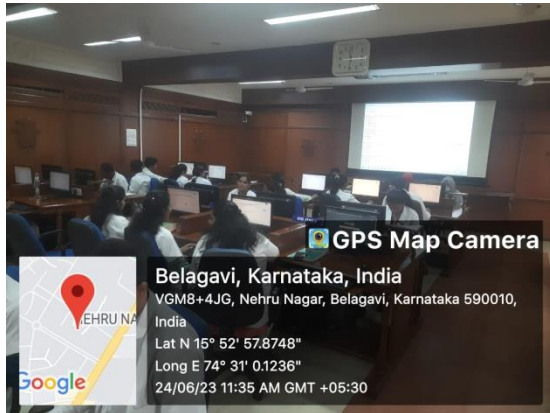 GPS Map Camera
Belagavi, Karnataka, India
VGM8+4JG, Nehru Nagar, Belagavi, Karnataka 590010,
India
Lat N 15° 52' 57.8748"
Long E 74° 31' 0.1236"
24/06/23 11:35 AM GMT +05:30
EHRU NA
Google